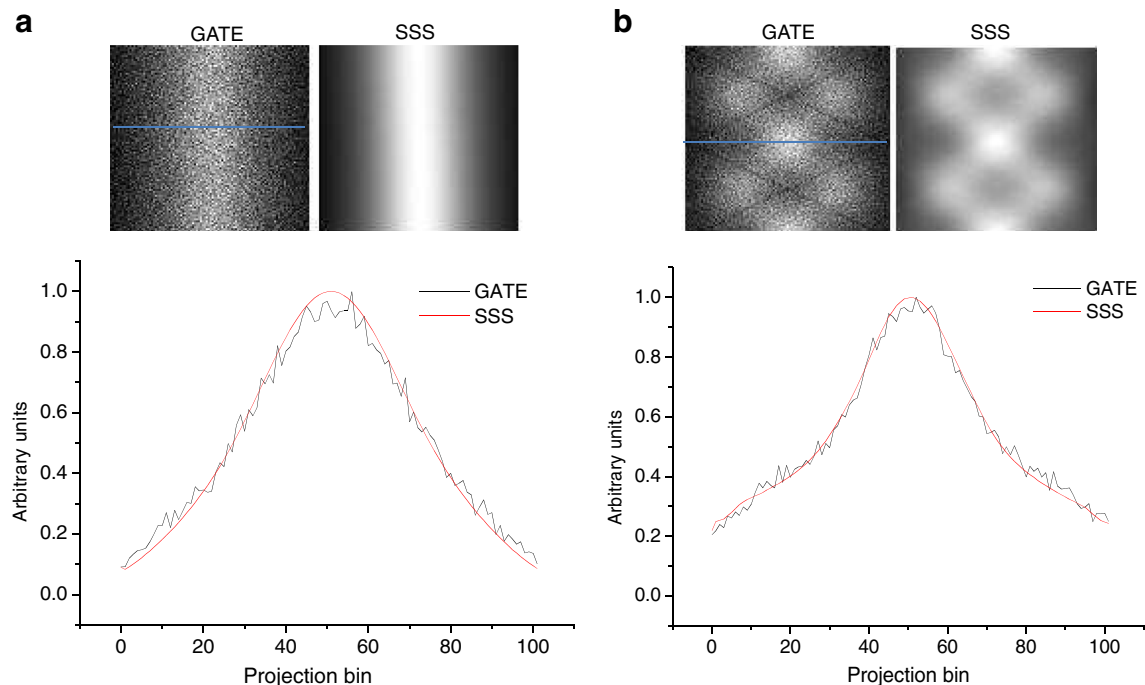 a
GATE SSS
GATE
SSS
1.0
0.8
0.6
0.4
0.2
0.0
Arbitrary units
0 20 40 60 80 100
Projection bin
b
GATE SSS
GATE
SSS
1.0
0.8
0.6
0.4
0.2
0.0
Arbitrary units
0 20 40 60 80 100
Projection bin